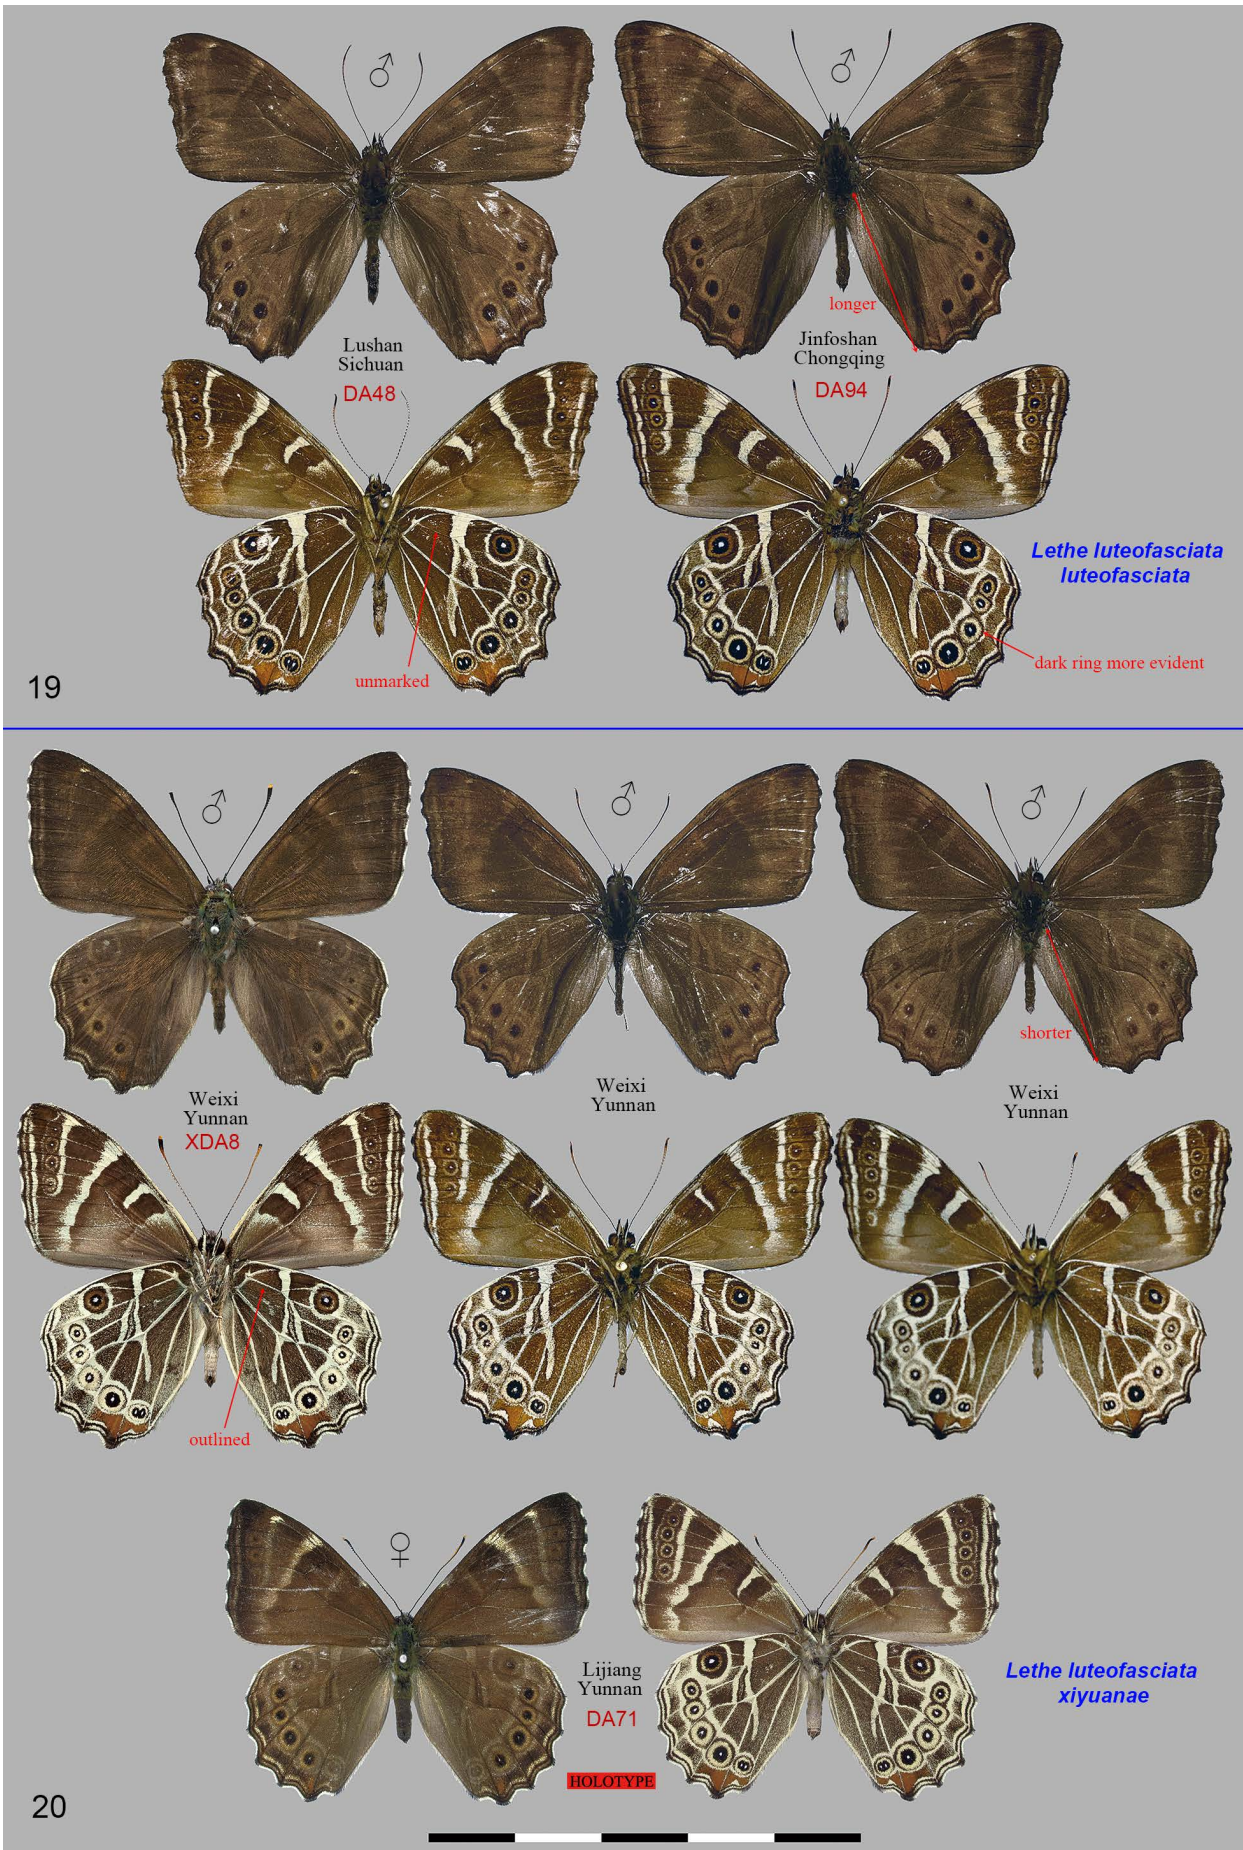 ♂
♂
longer
Lushan
Sichuan
DA48
Jinfoshan
Chongqing
DA94
Lethe luteofasciata
luteofasciata
unmarked
dark ring more evident
19
♂
♂
♂
shorter
Weixi
Yunnan
XDA8
Weixi
Yunnan
Weixi
Yunnan
outlined
♀
Lijiang
Yunnan
DA71
Lethe luteofasciata
xiyuanae
HOLOTYPE
20